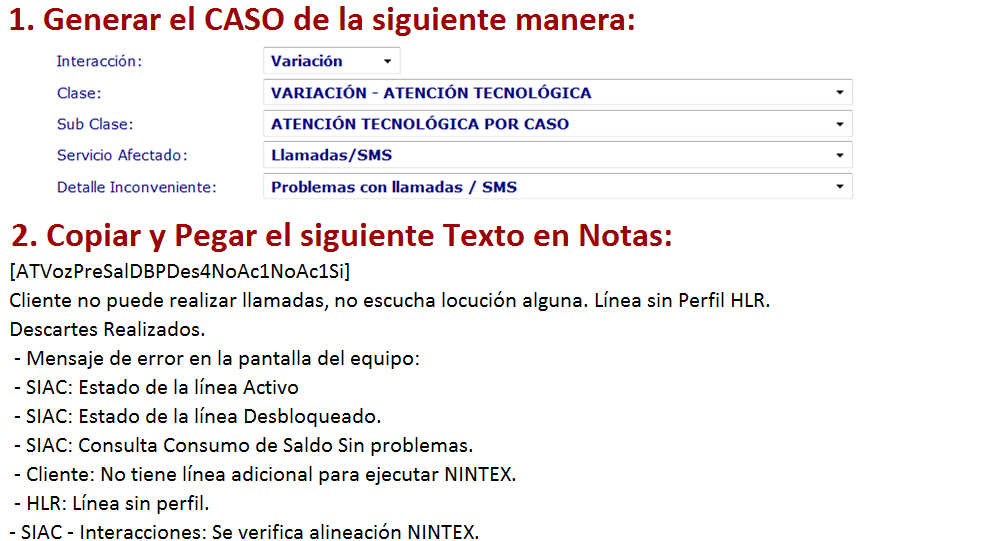 1. Generar el CASO de la siguiente manera:
Interacción: Variación
Clase: VARIACIÓN - ATENCIÓN TECNOLÓGICA
Sub Clase: ATENCIÓN TECNOLÓGICA POR CASO
Servicio Afectado: Llamadas/SMS
Detalle Inconveniente: Problemas con llamadas / SMS
2. Copiar y Pegar el siguiente Texto en Notas:
[ATVozPreSalDBPDes4NoAc1NoAc1Si]
Cliente no puede realizar llamadas, no escucha locución alguna. Línea sin Perfil HLR.
Descartes Realizados.
- Mensaje de error en la pantalla del equipo:
- SIAC: Estado de la línea Activo
- SIAC: Estado de la línea Desbloqueado.
- SIAC: Consulta Consumo de Saldo Sin problemas.
- Cliente: No tiene línea adicional para ejecutar NINTEX.
- HLR: Línea sin perfil.
- SIAC - Interacciones: Se verifica alineación NINTEX.